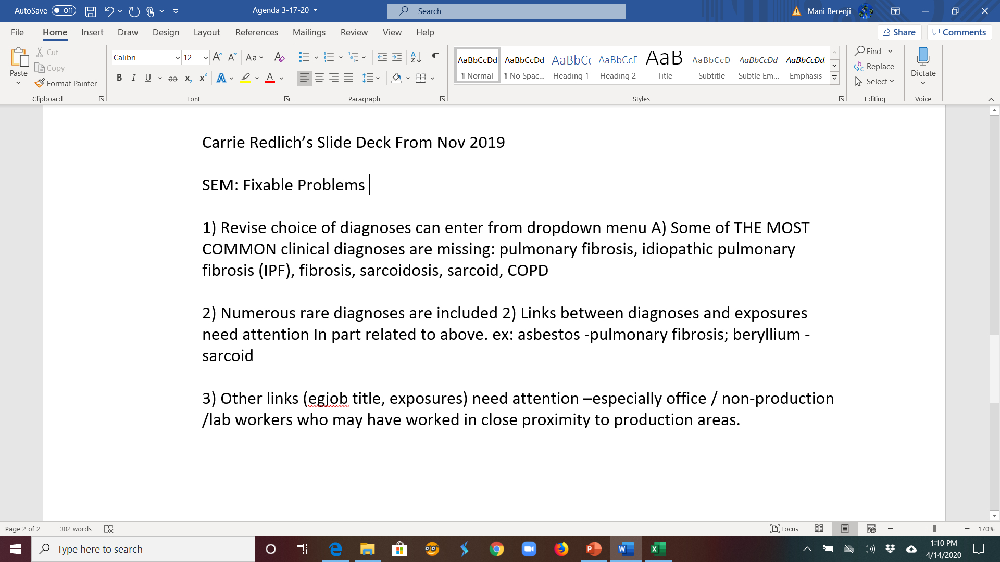 AutoSave Off Agenda 3-17-20 Search Mani Berenji
File Home Insert Draw Design Layout References Mailings Review View Help Share Comments
Paste
Cut
Copy
Format Painter
Clipboard
Calibri 12
Font
Paragraph
AaBbCcDd AaBbCcDd AaBbCc AaBbCcD AaB AaBbCcD AaBbCcDd AaBbCcDd
¶ Normal ¶ No Spac... Heading 1 Heading 2 Title Subtitle Subtle Em... Emphasis
Styles
Find
Replace
Select
Editing
Dictate
Voice
Carrie Redlich’s Slide Deck From Nov 2019
SEM: Fixable Problems
1) Revise choice of diagnoses can enter from dropdown menu A) Some of THE MOST
COMMON clinical diagnoses are missing: pulmonary fibrosis, idiopathic pulmonary
fibrosis (IPF), fibrosis, sarcoidosis, sarcoid, COPD
2) Numerous rare diagnoses are included 2) Links between diagnoses and exposures
need attention In part related to above. ex: asbestos -pulmonary fibrosis; beryllium -
sarcoid
3) Other links (egjob title, exposures) need attention –especially office / non-production
/lab workers who may have worked in close proximity to production areas.
Page 2 of 2 302 words Focus 170%
Type here to search
1:10 PM
4/14/2020